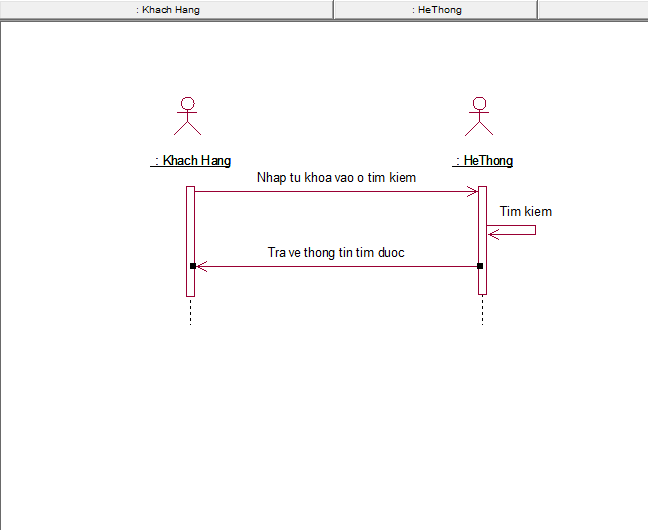 : Khach Hang
: HeThong
: Khach Hang
: HeThong
Nhap tu khoa vao o tim kiem
Tim kiem
Tra ve thong tin tim duoc